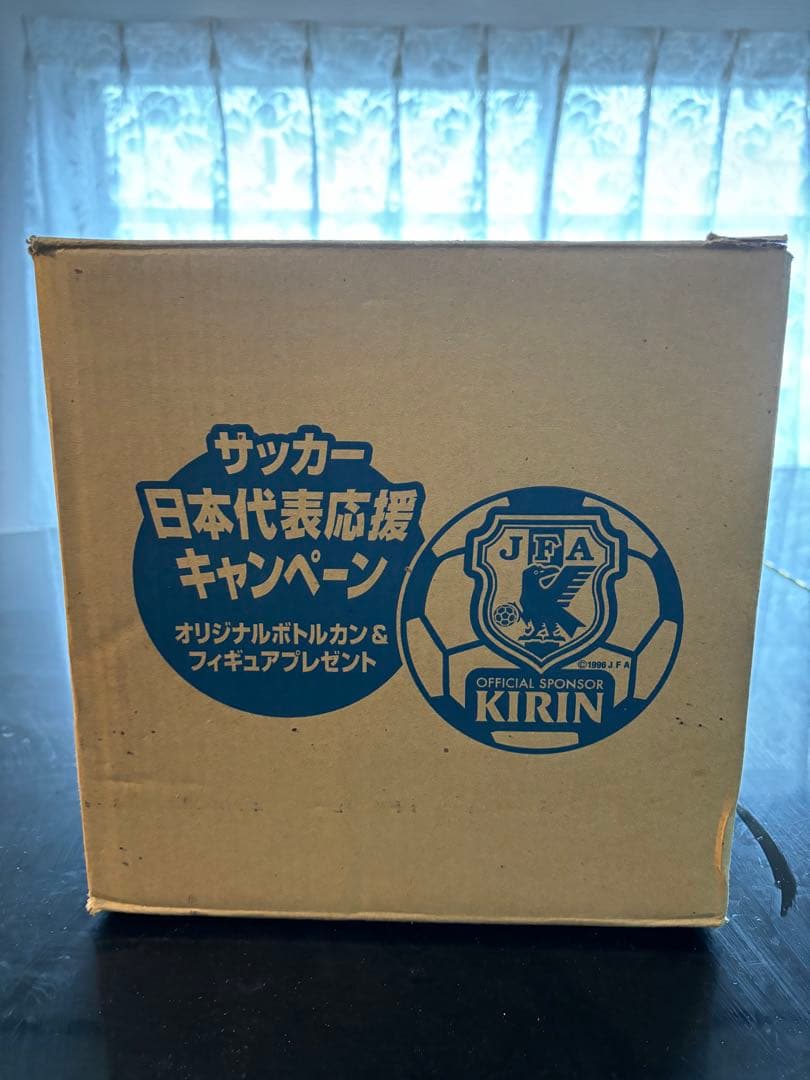 サッカー
日本代表応援
キャンペーン
オリジナルボトルカン&
フィギュアプレゼント
JFA
©1996 J F A
OFFICIAL SPONSOR
KIRIN